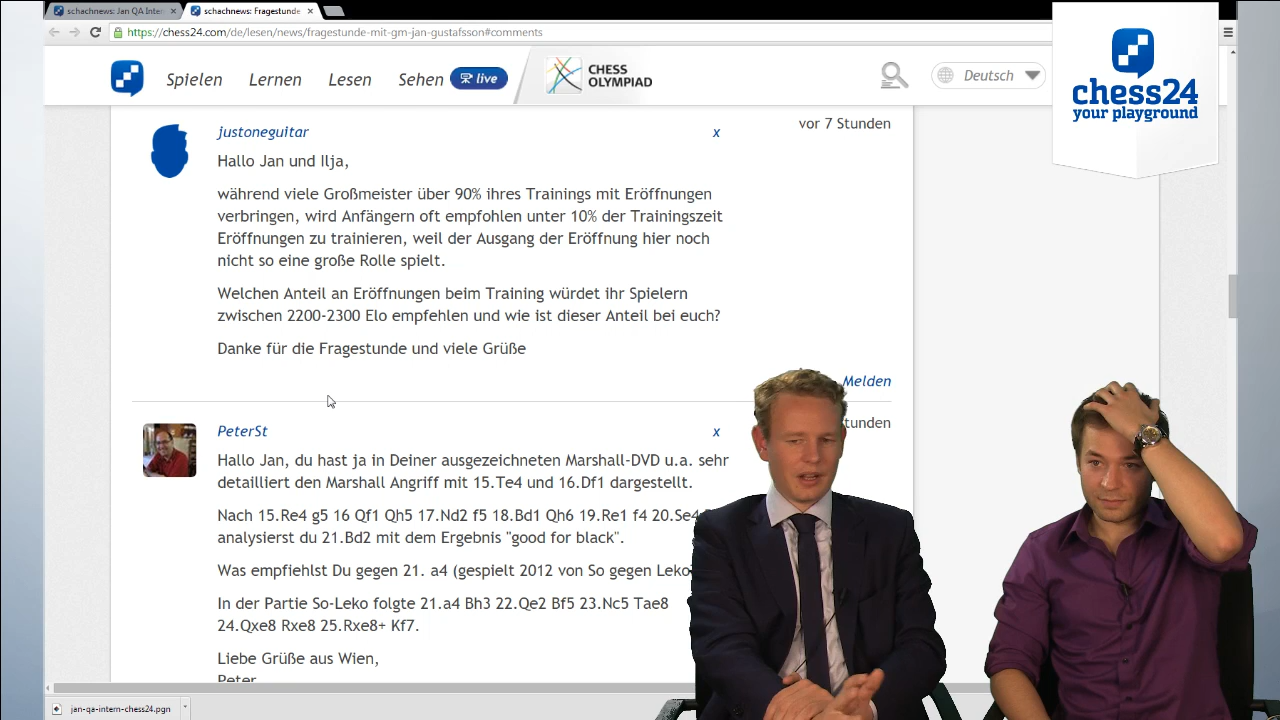 schachnews: Jan QA Inter
schachnews: Fragestunde
https://chess24.com/de/lesen/news/fragestunde-mit-gm-jan-gustafsson#comments
Spielen Lernen Lesen Sehen live CHESS OLYMPIAD Deutsch
chess24
your playground
justoneguitar x vor 7 Stunden
Hallo Jan und Ilja,
während viele Großmeister über 90% ihres Trainings mit Eröffnungen
verbringen, wird Anfängern oft empfohlen unter 10% der Trainingszeit
Eröffnungen zu trainieren, weil der Ausgang der Eröffnung hier noch
nicht so eine große Rolle spielt.
Welchen Anteil an Eröffnungen beim Training würdet ihr Spielern
zwischen 2200-2300 Elo empfehlen und wie ist dieser Anteil bei euch?
Danke für die Fragestunde und viele Grüße
Melden
PeterSt x tunden
Hallo Jan, du hast ja in Deiner ausgezeichneten Marshall-DVD u.a. sehr
detailliert den Marshall Angriff mit 15.Te4 und 16.Df1 dargestellt.
Nach 15.Re4 g5 16 Qf1 Qh5 17.Nd2 f5 18.Bd1 Qh6 19.Re1 f4 20.Se4
analysierst du 21.Bd2 mit dem Ergebnis "good for black".
Was empfiehlst Du gegen 21. a4 (gespielt 2012 von So gegen Leko
In der Partie So-Leko folgte 21.a4 Bh3 22.Qe2 Bf5 23.Nc5 Tae8
24.Qxe8 Rxe8 25.Rxe8+ Kf7.
Liebe Grüße aus Wien,
Peter
jan-qa-intern-chess24.pgn